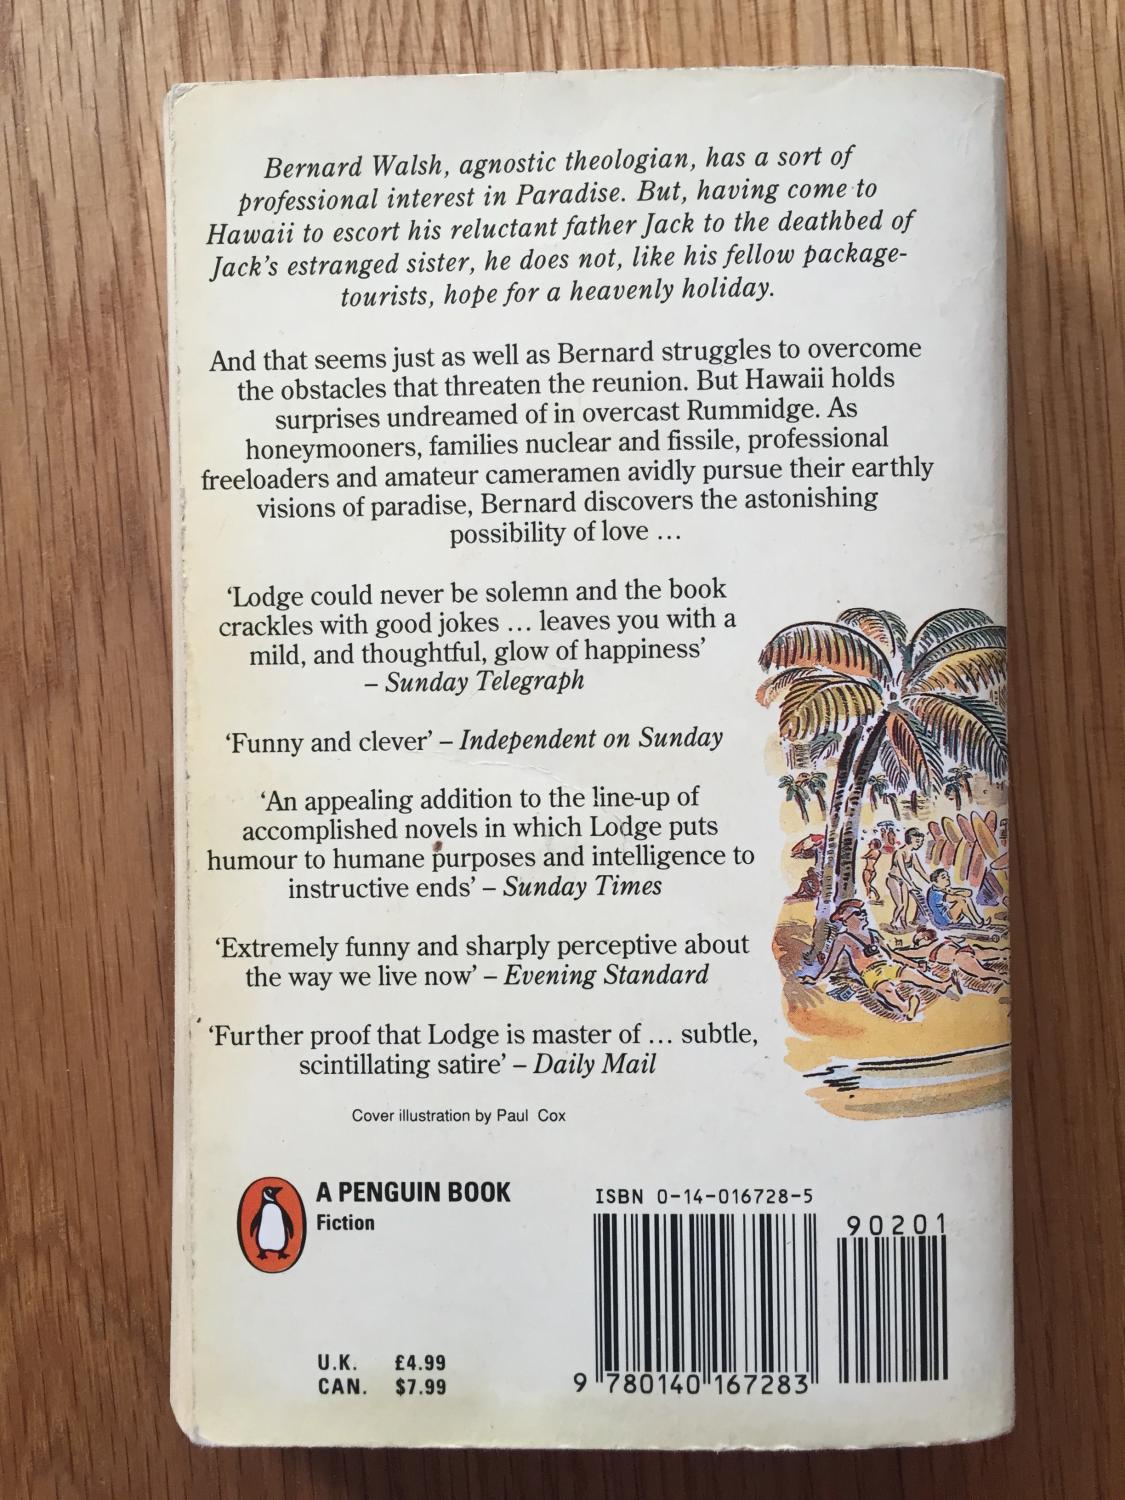 Bernard Walsh, agnostic theologian, has a sort of
professional interest in Paradise. But, having come to
Hawaii to escort his reluctant father Jack to the deathbed of
Jack's estranged sister, he does not, like his fellow package-
tourists, hope for a heavenly holiday.
And that seems just as well as Bernard struggles to overcome
the obstacles that threaten the reunion. But Hawaii holds
surprises undreamed of in overcast Rummidge. As
honeymooners, families nuclear and fissile, professional
freeloaders and amateur cameramen avidly pursue their earthly
visions of paradise, Bernard discovers the astonishing
possibility of love ...
‘Lodge could never be solemn and the book
crackles with good jokes ... leaves you with a
mild, and thoughtful, glow of happiness’
– Sunday Telegraph
‘Funny and clever’ – Independent on Sunday
‘An appealing addition to the line-up of
accomplished novels in which Lodge puts
humour to humane purposes and intelligence to
instructive ends’ – Sunday Times
‘Extremely funny and sharply perceptive about
the way we live now’ – Evening Standard
‘Further proof that Lodge is master of ... subtle,
scintillating satire’ – Daily Mail
Cover illustration by Paul Cox
A PENGUIN BOOK
Fiction
ISBN 0-14-016728-5
90201
U.K. £4.99
CAN. $7.99
9 780140 167283